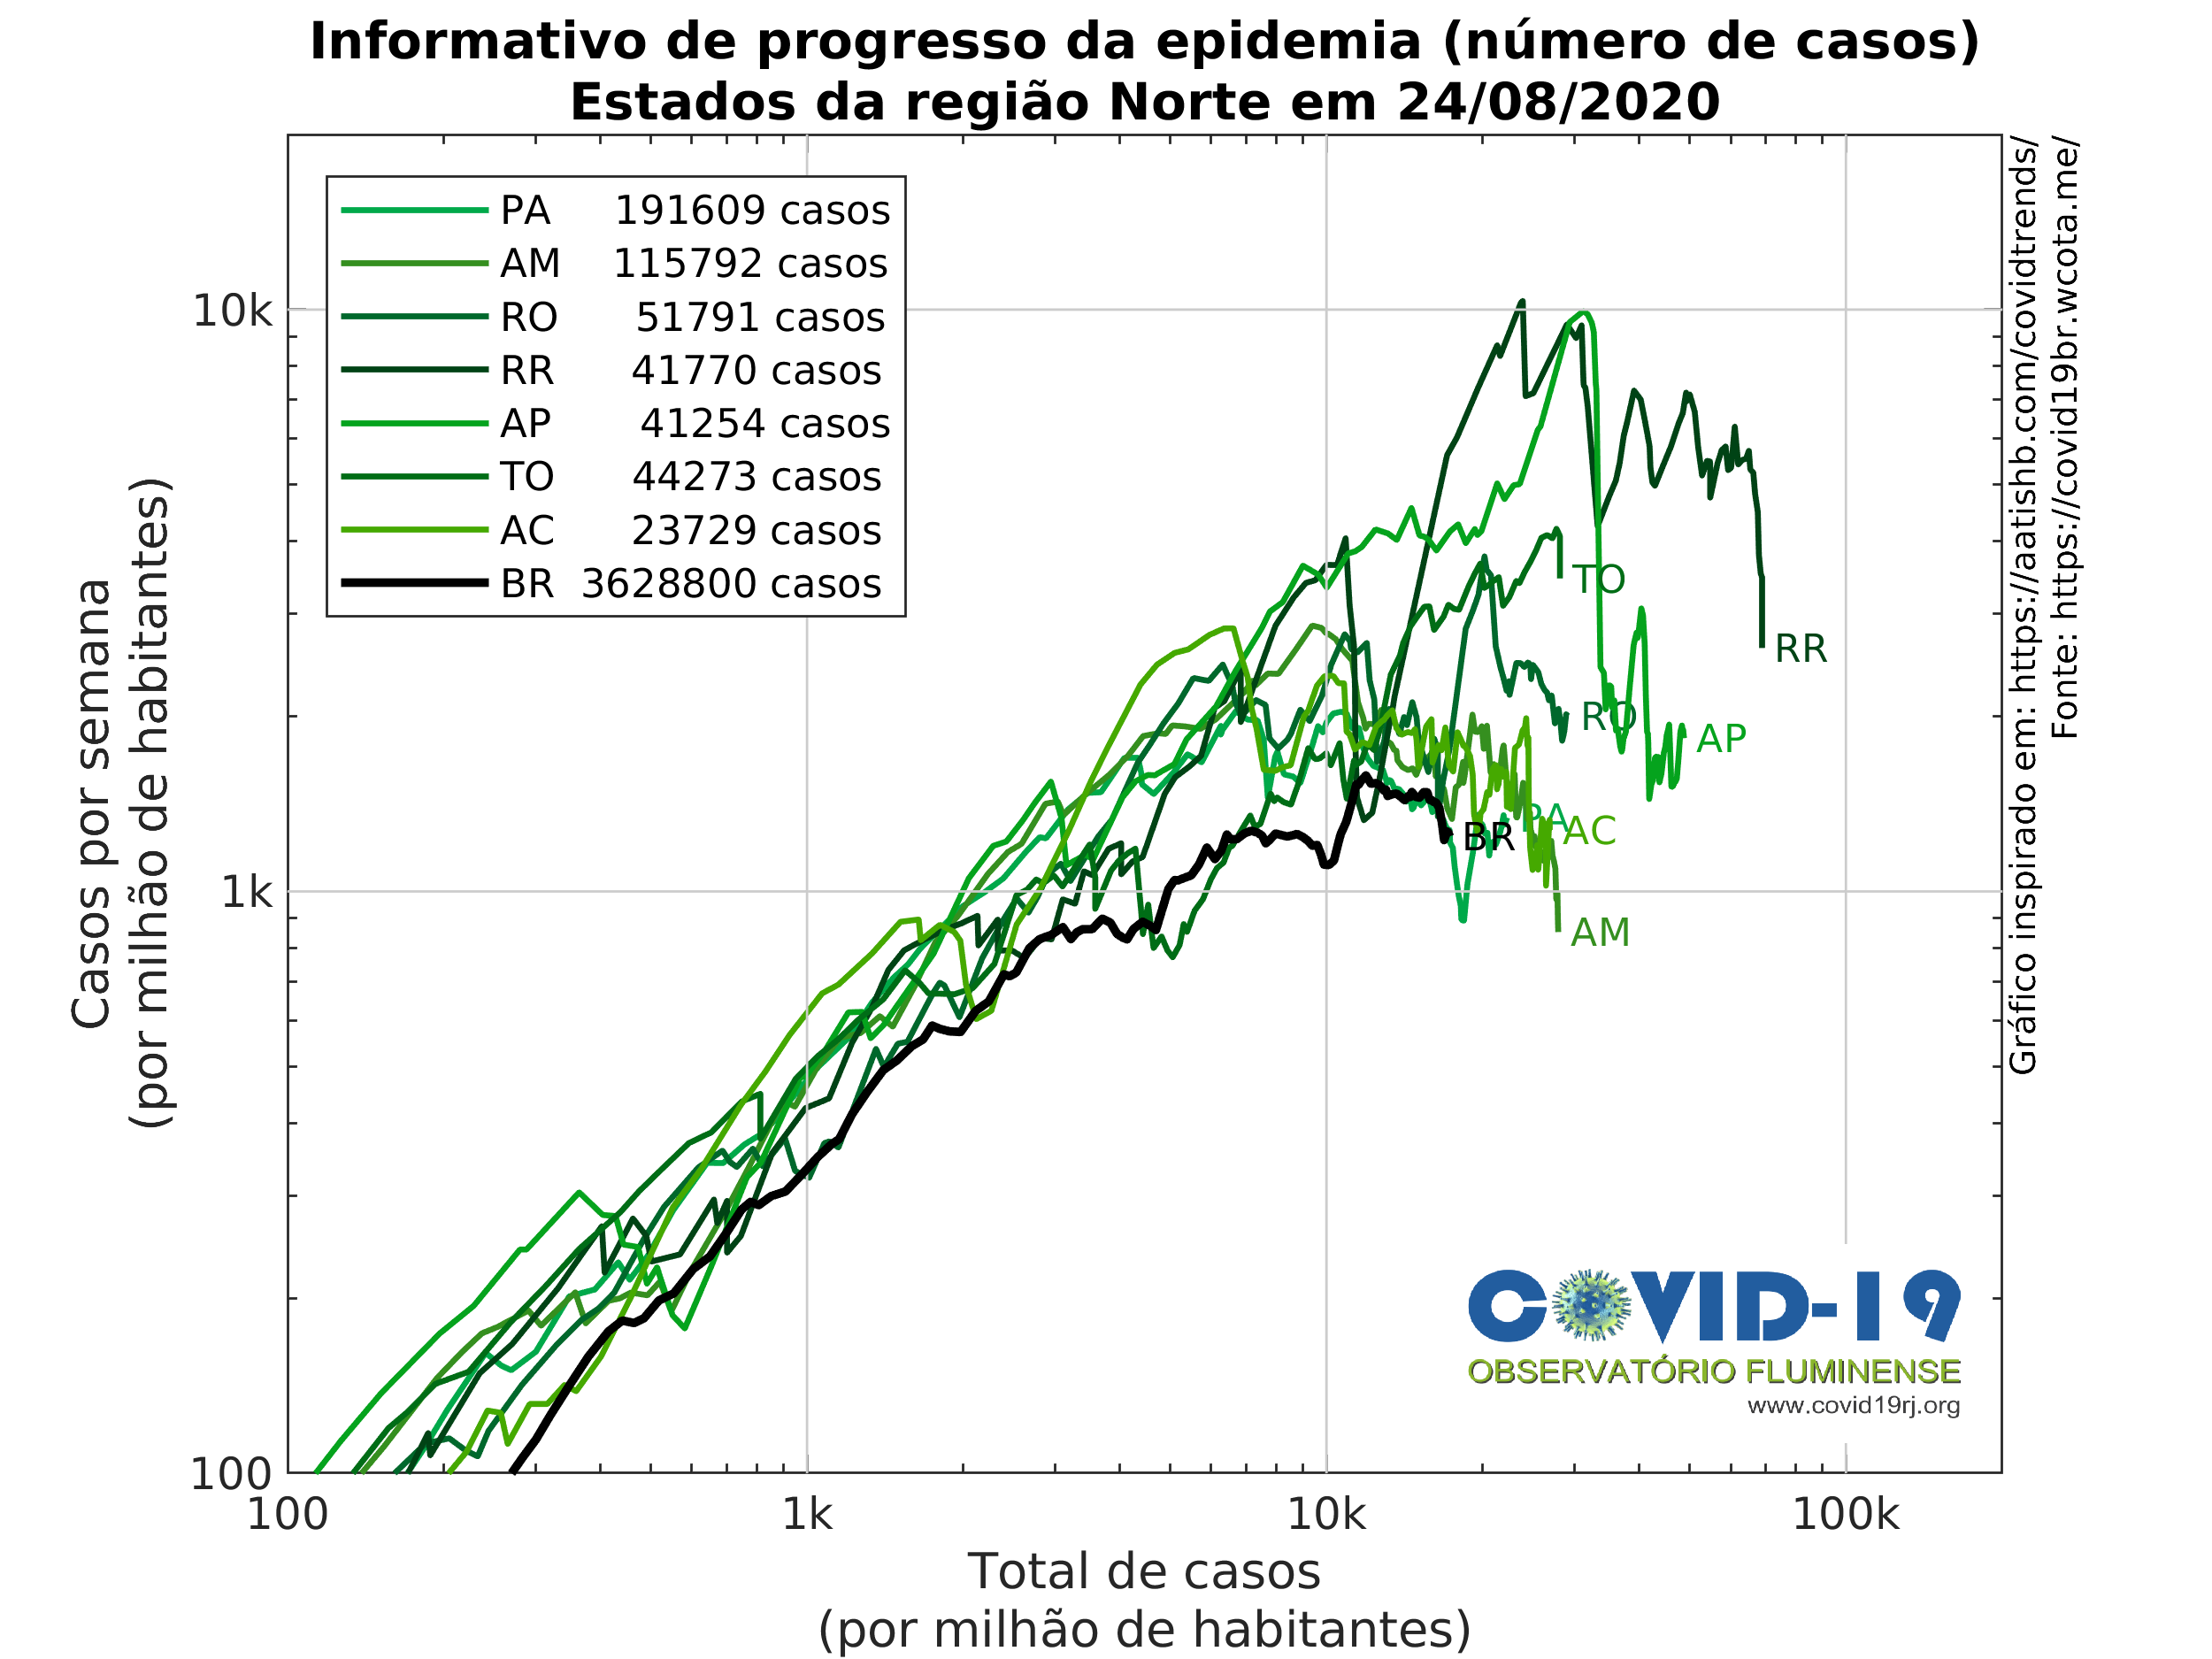 Informativo de progresso da epidemia (número de casos)
Estados da região Norte em 24/08/2020
PA 191609 casos
AM 115792 casos
RO 51791 casos
RR 41770 casos
AP 41254 casos
TO 44273 casos
AC 23729 casos
BR 3628800 casos
10k
1k
100
Casos por semana
(por milhão de habitantes)
TO
RR
RO
AP
PA
BR
AC
AM
Gráfico inspirado em: https://aatishb.com/covidtrends/
Fonte: https://covid19br.wcota.me/
COVID-19
OBSERVATÓRIO FLUMINENSE
www.covid19rj.org
100
1k
10k
100k
Total de casos
(por milhão de habitantes)